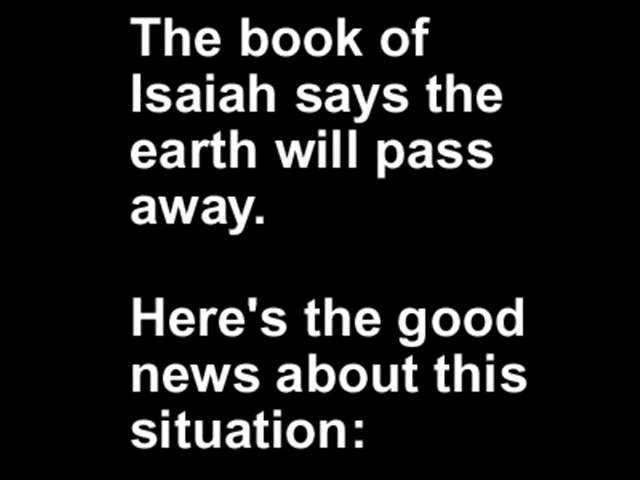 The book of
Isaiah says the
earth will pass
away.
Here's the good
news about this
situation: